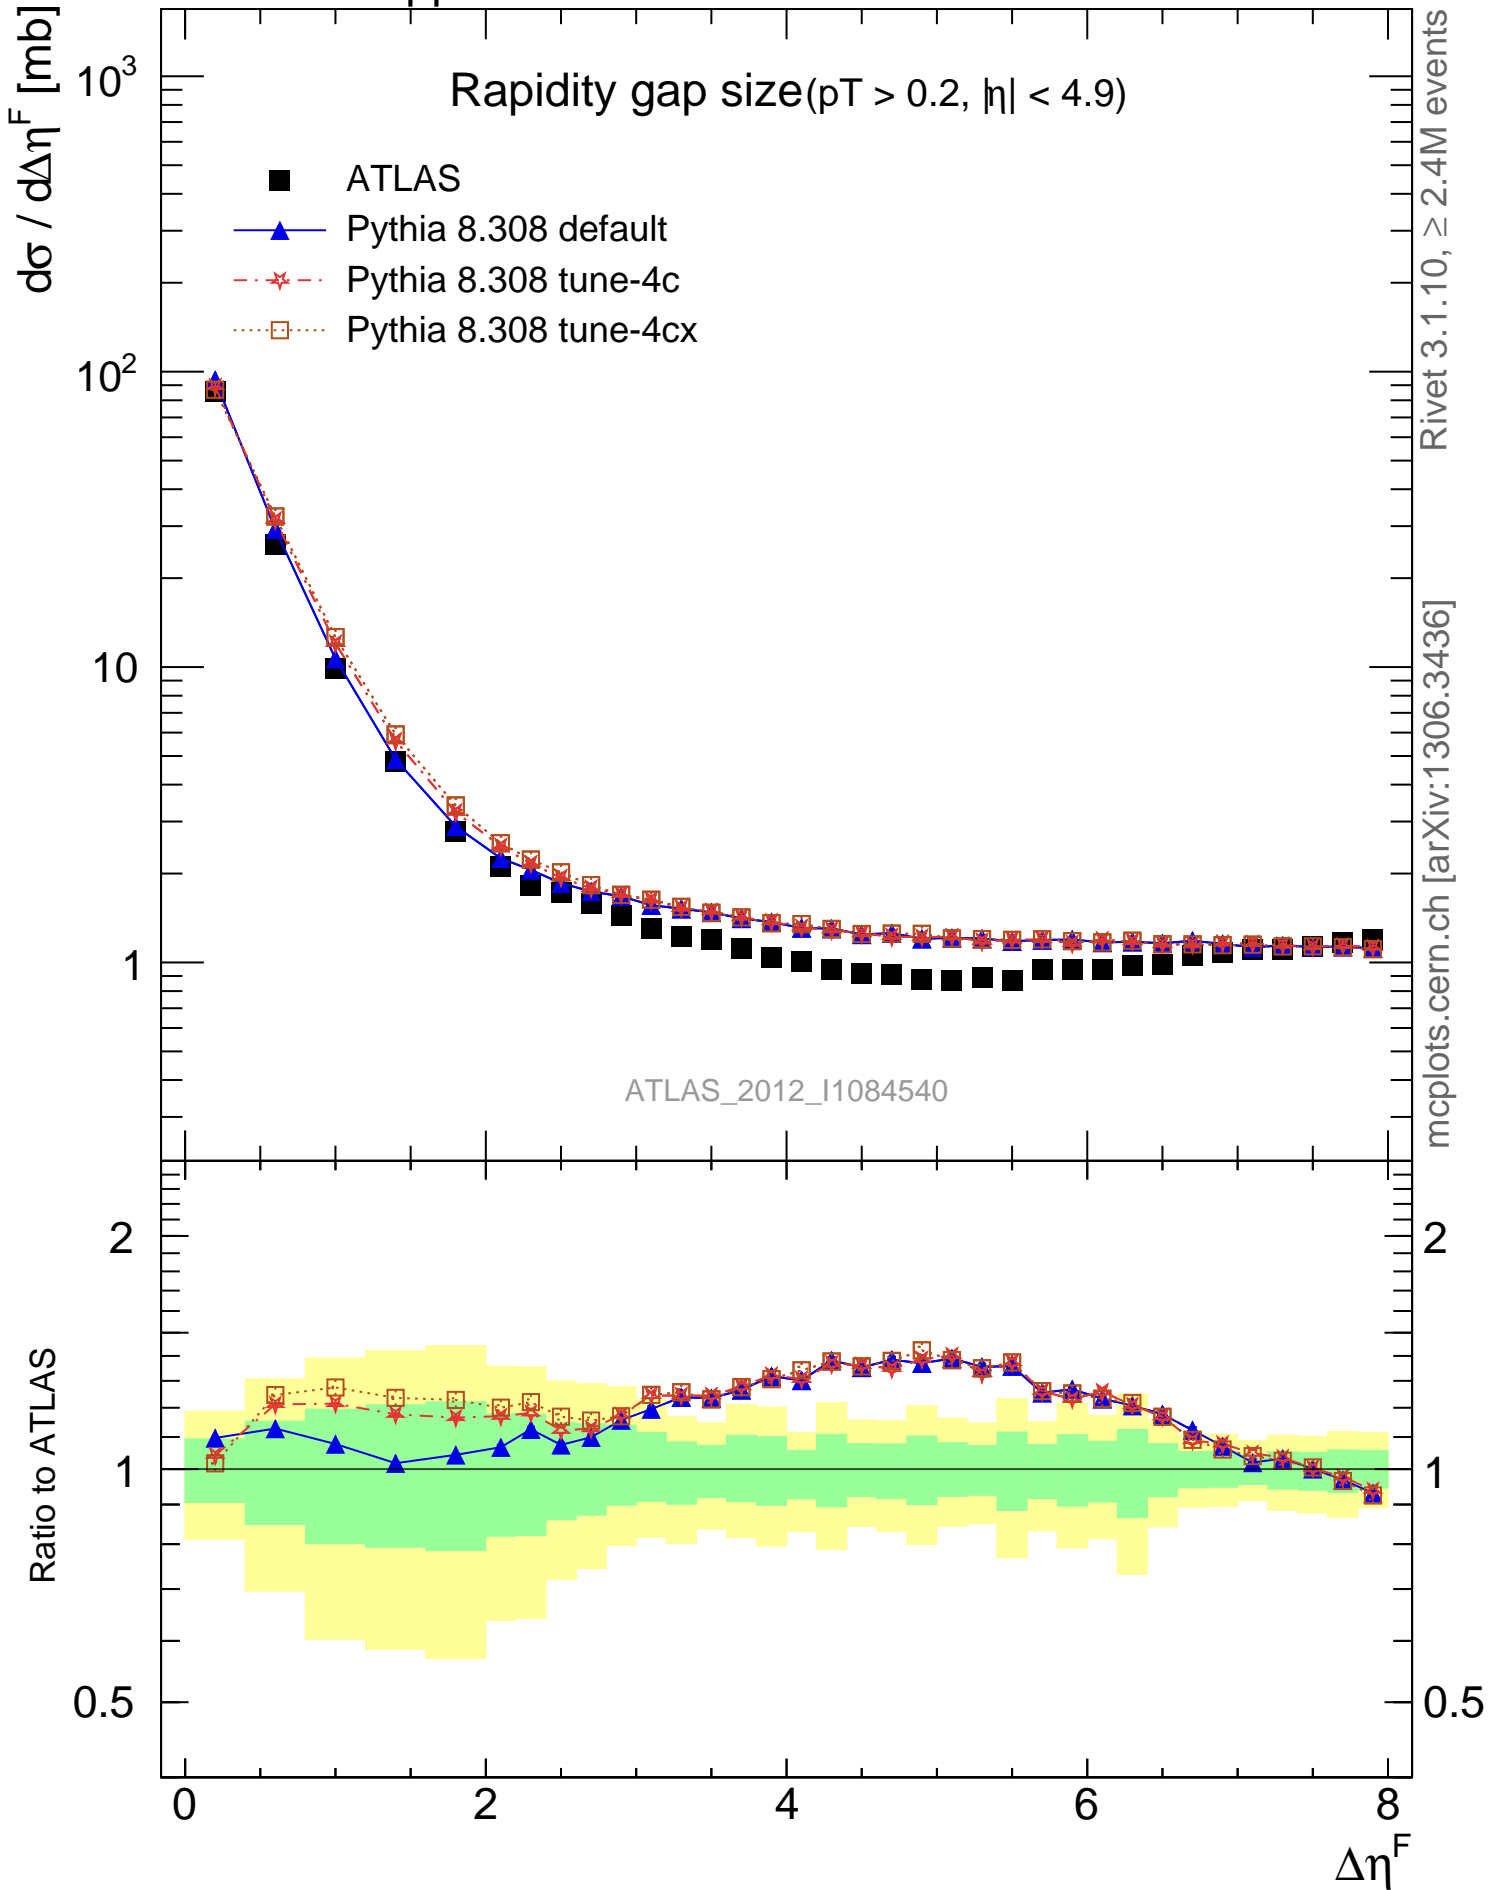 pp
dσ / dΔη^F [mb]
Rapidity gap size(pT > 0.2, |η| < 4.9)
ATLAS
Pythia 8.308 default
Pythia 8.308 tune-4c
Pythia 8.308 tune-4cx
10^3
10^2
10
1
ATLAS_2012_I1084540
Rivet 3.1.10, ≥ 2.4M events
mcplots.cern.ch [arXiv:1306.3436]
Ratio to ATLAS
2
1
0.5
2
1
0.5
0 2 4 6 8
Δη^F